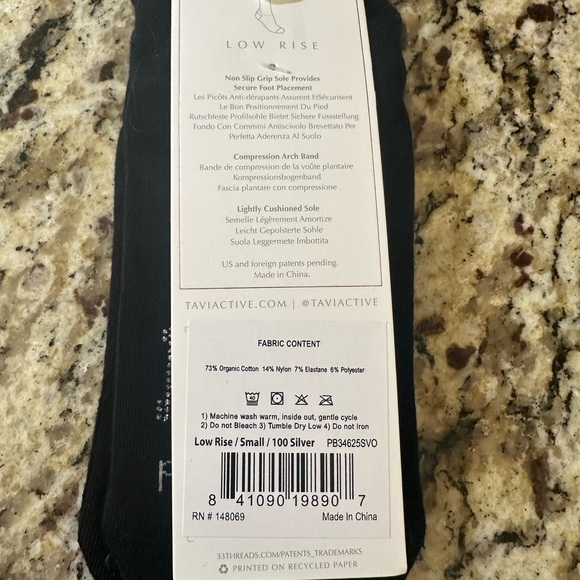 LOW RISE
Non Slip Grip Sole Provides
Secure Foot Placement
Les Picôts Anti-dérapants Assurent EtSécurisent
Le Bon Positionnement Du Pied
Rutschfeste Profilsohle Bietet Sichere Fussstellung
Fondo Con Commini Antiscivolo Brevettato Per
Perfetta Aderenza Al Suolo
Compression Arch Band
Bande de compression de la voûte plantaire
Kompressionsbogenband
Fascia plantare con compressione
Lightly Cushioned Sole
Semelle Légèrement Amortize
Leicht Gepolsterte Sohle
Suola Leggermete Imbottita
US and foreign patents pending.
Made in China.
TAVIACTIVE.COM | @TAVIACTIVE
FABRIC CONTENT
73% Organic Cotton 14% Nylon 7% Elastane 6% Polyester
1) Machine wash warm, inside out, gentle cycle
2) Do not Bleach 3) Tumble Dry Low 4) Do not Iron
Low Rise / Small / 100 Silver PB34625SVO
8 41090 19890 7
RN # 148069 Made In China
33THREADS.COM/PATENTS_TRADEMARKS
PRINTED ON RECYCLED PAPER